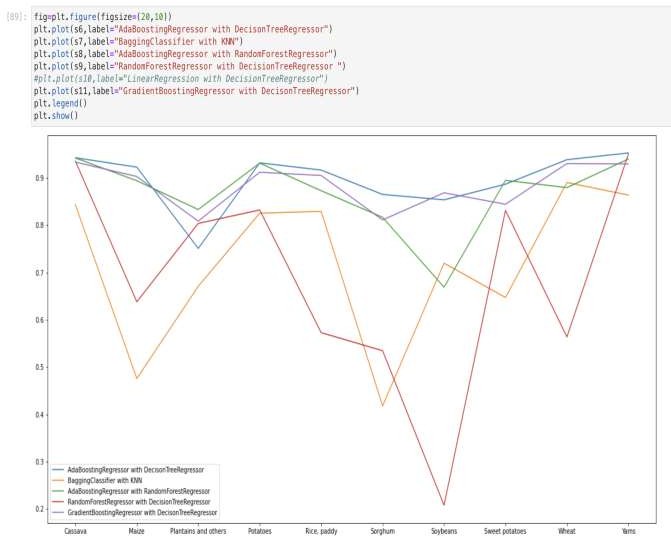 [89]: fig=plt.figure(figsize=(20,10))
plt.plot(s6,label="AdaBoostingRegressor with DecisonTreeRegressor")
plt.plot(s7,label="BaggingClassifier with KNN")
plt.plot(s8,label="AdaBoostingRegressor with RandomForestRegressor")
plt.plot(s9,label="RandomForestRegressor with DecisionTreeRegressor ")
#plt.plot(s10,label="LinearRegression with DecisionTreeRegressor")
plt.plot(s11,label="GradientBoostingRegressor with DecisonTreeRegressor")
plt.legend()
plt.show()
0.9
0.8
0.7
0.6
0.5
0.4
0.3
0.2
AdaBoostingRegressor with DecisonTreeRegressor
BaggingClassifier with KNN
AdaBoostingRegressor with RandomForestRegressor
RandomForestRegressor with DecisionTreeRegressor
GradientBoostingRegressor with DecisonTreeRegressor
Cassava Maize Plantains and others Potatoes Rice, paddy Sorghum Soybeans Sweet potatoes Wheat Yams